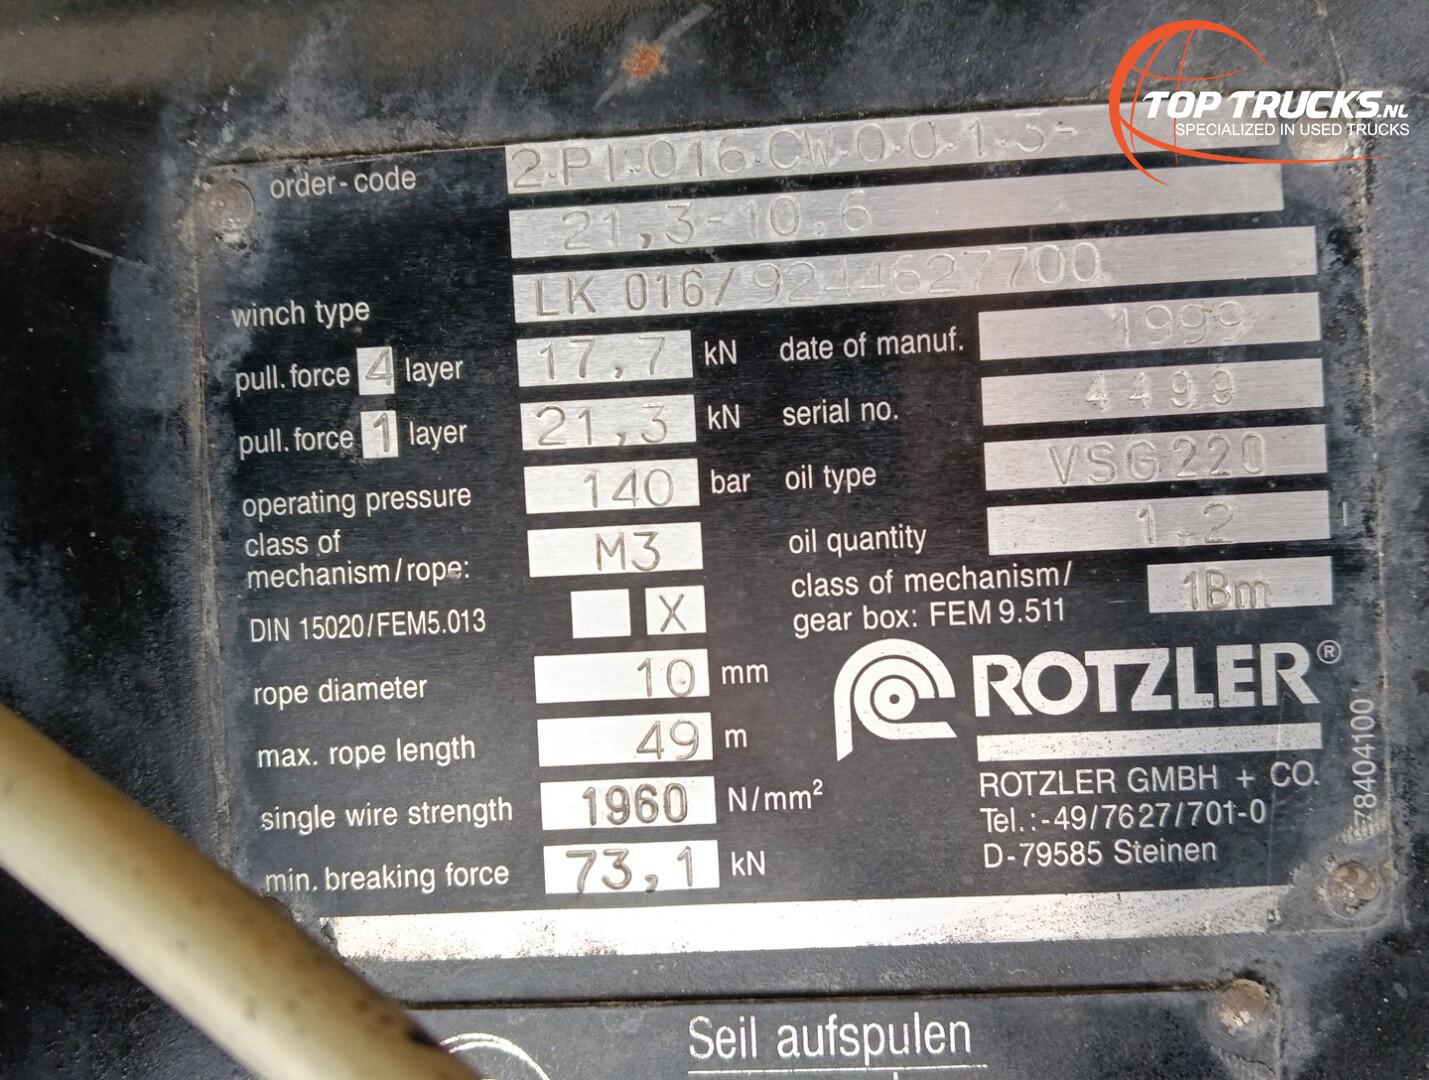 TOP TRUCKS.NL
SPECIALIZED IN USED TRUCKS
order-code 2.PI.016.CW.0.0.1.3-
21,3-10,6
winch type LK 016/9244627700
pull.force 4 layer 17,7 kN date of manuf. 1999
pull.force 1 layer 21,3 kN serial no. 4499
operating pressure 140 bar oil type VSG220
class of
mechanism/rope: M3 oil quantity 1.2 l
DIN 15020/FEM5.013 X class of mechanism/
gear box: FEM 9.511 1Bm
rope diameter 10 mm
max. rope length 49 m
single wire strength 1960 N/mm²
min. breaking force 73,1 kN
ROTZLER®
ROTZLER GMBH + CO.
Tel.:-49/7627/701-0
D-79585 Steinen
78404100
Seil aufspulen